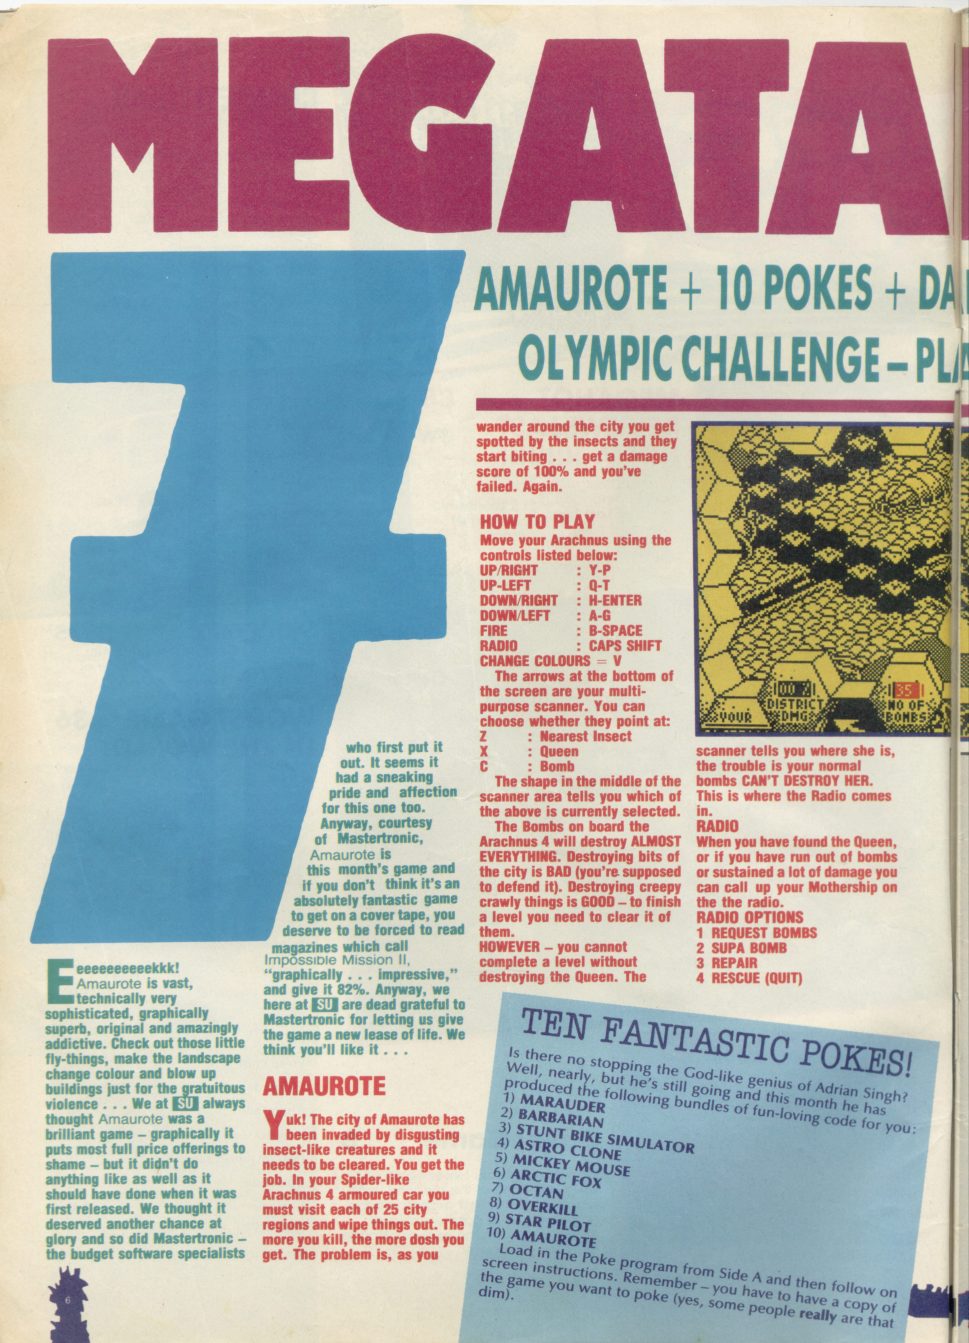 MEGATA
7
AMAUROTE + 10 POKES + DA
OLYMPIC CHALLENGE – PLA
who first put it
out. It seems it
had a sneaking
pride and affection
for this one too.
Anyway, courtesy
of Mastertronic,
Amaurote is
this month's game and
if you don't think it's an
absolutely fantastic game
to get on a cover tape, you
deserve to be forced to read
magazines which call
Impossible Mission II,
"graphically . . . impressive,"
and give it 82%. Anyway, we
here at SU are dead grateful to
Mastertronic for letting us give
the game a new lease of life. We
think you'll like it . . .
Eeeeeeeeeeekkk!
Amaurote is vast,
technically very
sophisticated, graphically
superb, original and amazingly
addictive. Check out those little
fly-things, make the landscape
change colour and blow up
buildings just for the gratuitous
violence . . . We at SU always
thought Amaurote was a
brilliant game – graphically it
puts most full price offerings to
shame – but it didn't do
anything like as well as it
should have done when it was
first released. We thought it
deserved another chance at
glory and so did Mastertronic –
the budget software specialists
AMAUROTE
Yuk! The city of Amaurote has
been invaded by disgusting
insect-like creatures and it
needs to be cleared. You get the
job. In your Spider-like
Arachnus 4 armoured car you
must visit each of 25 city
regions and wipe things out. The
more you kill, the more dosh you
get. The problem is, as you
wander around the city you get
spotted by the insects and they
start biting . . . get a damage
score of 100% and you've
failed. Again.
HOW TO PLAY
Move your Arachnus using the
controls listed below:
UP/RIGHT : Y-P
UP-LEFT : Q-T
DOWN/RIGHT : H-ENTER
DOWN/LEFT : A-G
FIRE : B-SPACE
RADIO : CAPS SHIFT
CHANGE COLOURS = V
The arrows at the bottom of
the screen are your multi-
purpose scanner. You can
choose whether they point at:
Z : Nearest Insect
X : Queen
C : Bomb
The shape in the middle of the
scanner area tells you which of
the above is currently selected.
The Bombs on board the
Arachnus 4 will destroy ALMOST
EVERYTHING. Destroying bits of
the city is BAD (you're supposed
to defend it). Destroying creepy
crawly things is GOOD – to finish
a level you need to clear it of
them.
HOWEVER – you cannot
complete a level without
destroying the Queen. The
YOUR
00 2
DISTRICT
DMG%
35
NO OF
BOMBS
scanner tells you where she is,
the trouble is your normal
bombs CAN'T DESTROY HER.
This is where the Radio comes
in.
RADIO
When you have found the Queen,
or if you have run out of bombs
or sustained a lot of damage you
can call up your Mothership on
the the radio.
RADIO OPTIONS
1 REQUEST BOMBS
2 SUPA BOMB
3 REPAIR
4 RESCUE (QUIT)
TEN FANTASTIC POKES!
Is there no stopping the God-like genius of Adrian Singh?
Well, nearly, but he's still going and this month he has
produced the following bundles of fun-loving code for you:
1) MARAUDER
2) BARBARIAN
3) STUNT BIKE SIMULATOR
4) ASTRO CLONE
5) MICKEY MOUSE
6) ARCTIC FOX
7) OCTAN
8) OVERKILL
9) STAR PILOT
10) AMAUROTE
Load in the Poke program from Side A and then follow on
screen instructions. Remember – you have to have a copy of
the game you want to poke (yes, some people really are that
dim).
6